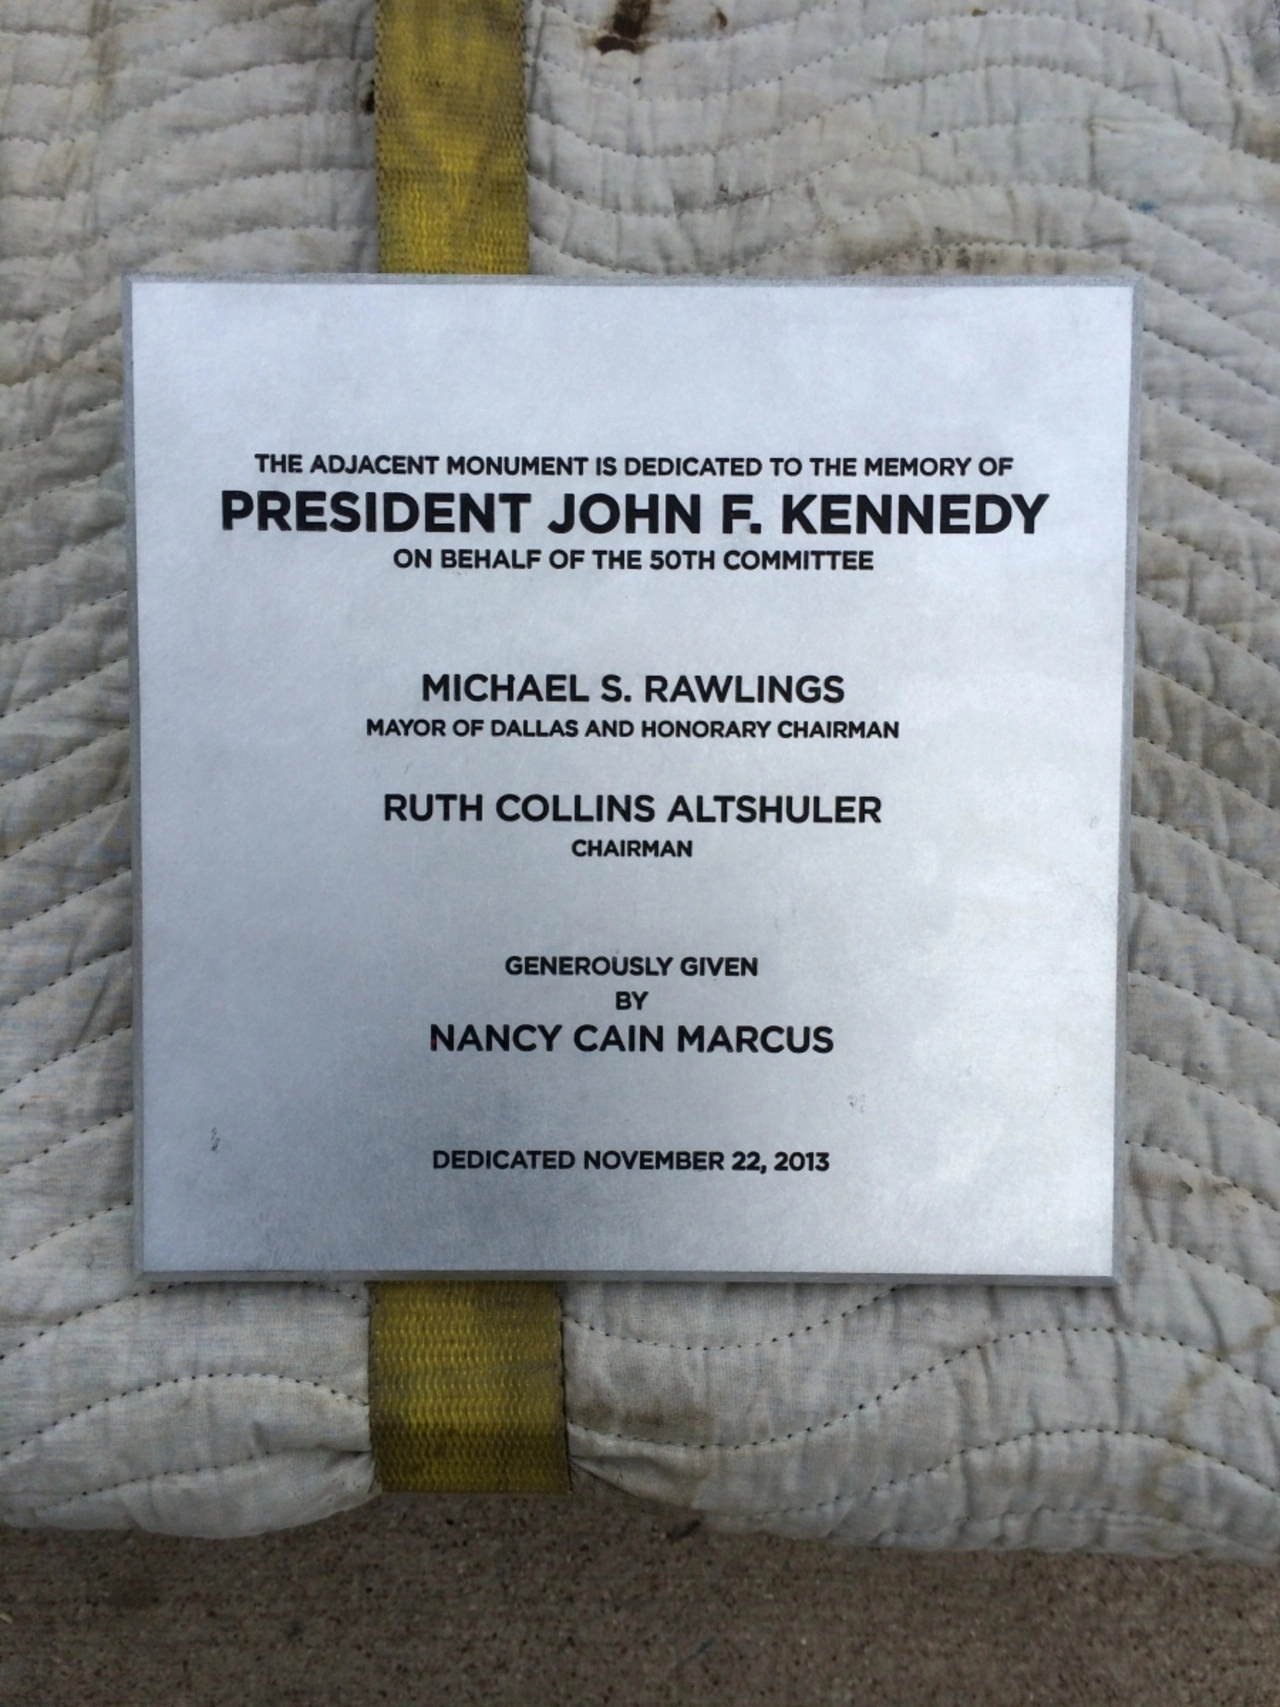 THE ADJACENT MONUMENT IS DEDICATED TO THE MEMORY OF
PRESIDENT JOHN F. KENNEDY
ON BEHALF OF THE 50TH COMMITTEE
MICHAEL S. RAWLINGS
MAYOR OF DALLAS AND HONORARY CHAIRMAN
RUTH COLLINS ALTSHULER
CHAIRMAN
GENEROUSLY GIVEN
BY
NANCY CAIN MARCUS
DEDICATED NOVEMBER 22, 2013